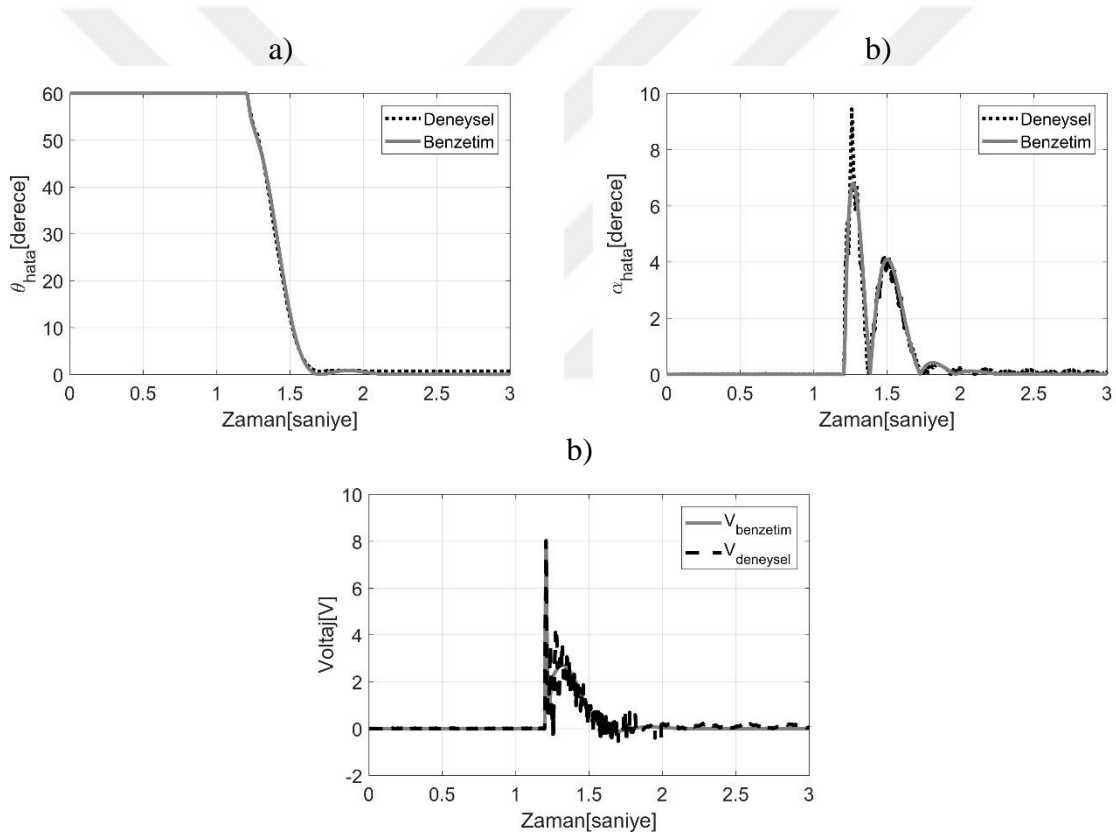 a)
b)
60
50
40
30
20
10
0
θhata[derece]
Deneysel
Benzetim
0 0.5 1 1.5 2 2.5 3
Zaman[saniye]
10
8
6
4
2
0
αhata[derece]
Deneysel
Benzetim
0 0.5 1 1.5 2 2.5 3
Zaman[saniye]
b)
10
8
6
4
2
0
-2
Voltaj[V]
Vbenzetim
Vdeneysel
0 0.5 1 1.5 2 2.5 3
Zaman[saniye]